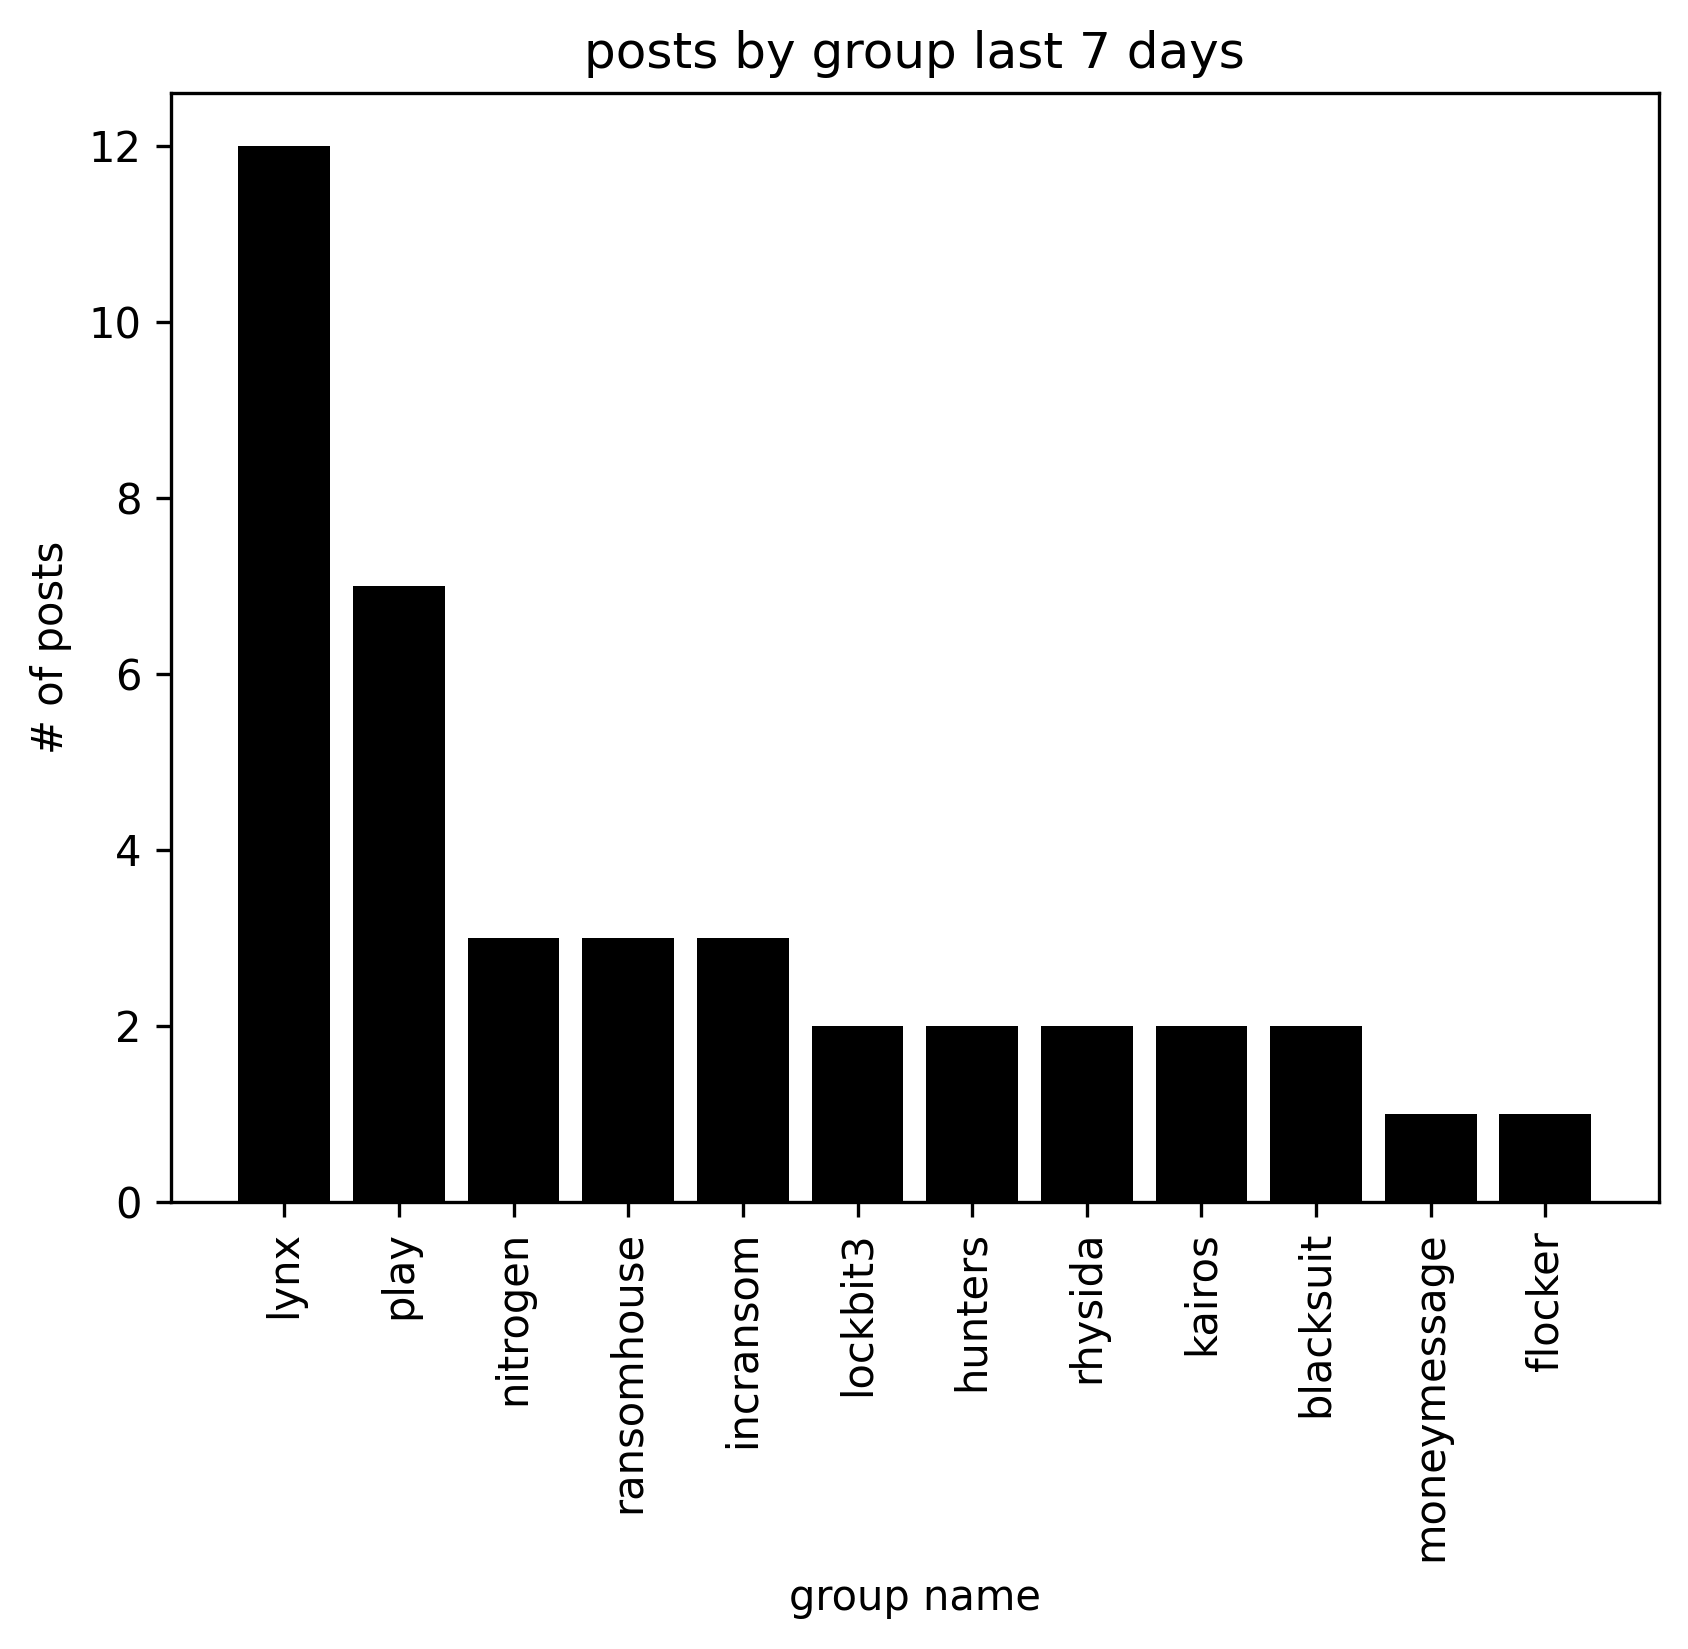 posts by group last 7 days
12
10
8
6
4
2
0
# of posts
lynx
play
nitrogen
ransomhouse
incransom
lockbit3
hunters
rhysida
kairos
blacksuit
moneymessage
flocker
group name